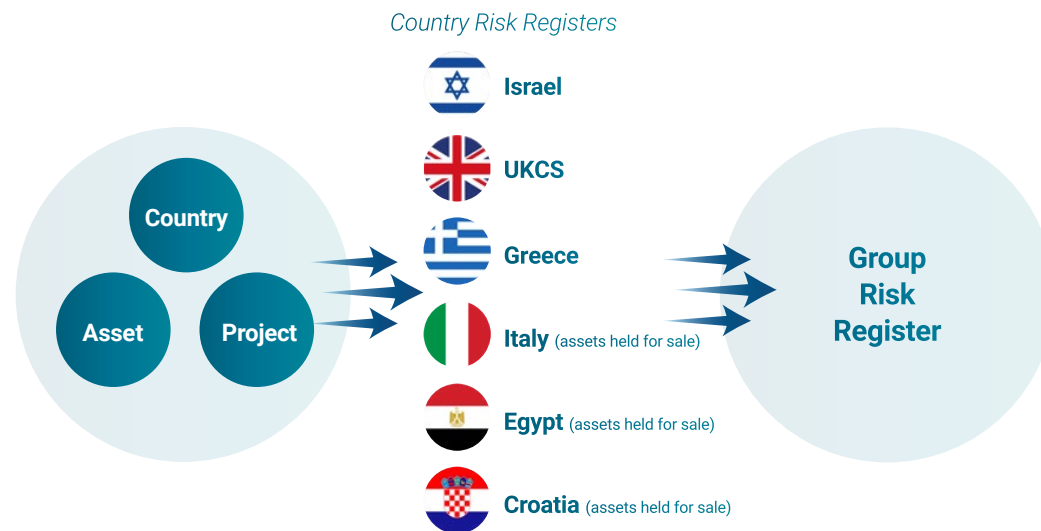 Country Risk Registers
Country
Asset
Project
Israel
UKCS
Greece
Italy (assets held for sale)
Egypt (assets held for sale)
Croatia (assets held for sale)
Group
Risk
Register